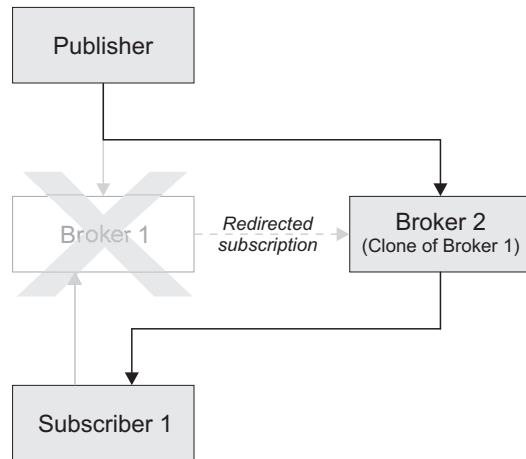 Publisher
Broker 1
Redirected
subscription
Broker 2
(Clone of Broker 1)
Subscriber 1